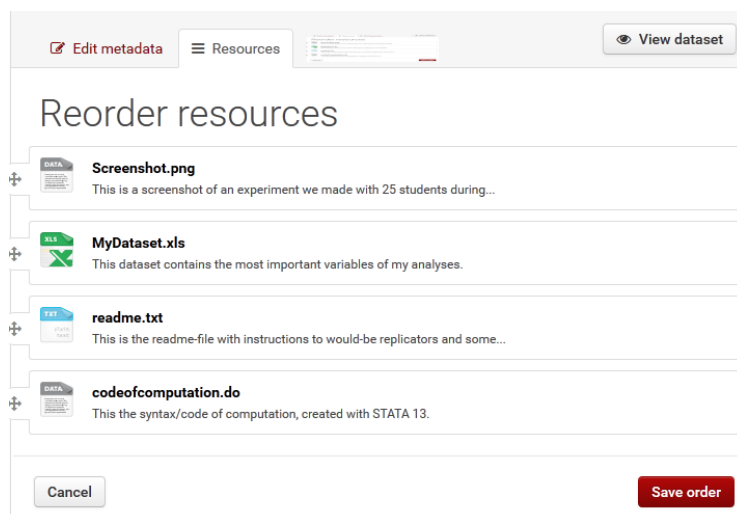 Edit metadata
Resources
View dataset
Reorder resources
DATA
Screenshot.png
This is a screenshot of an experiment we made with 25 students during...
XLS
MyDataset.xls
This dataset contains the most important variables of my analyses.
TXT
plain
text
readme.txt
This is the readme-file with instructions to would-be replicators and some...
DATA
codeofcomputation.do
This the syntax/code of computation, created with STATA 13.
Cancel
Save order